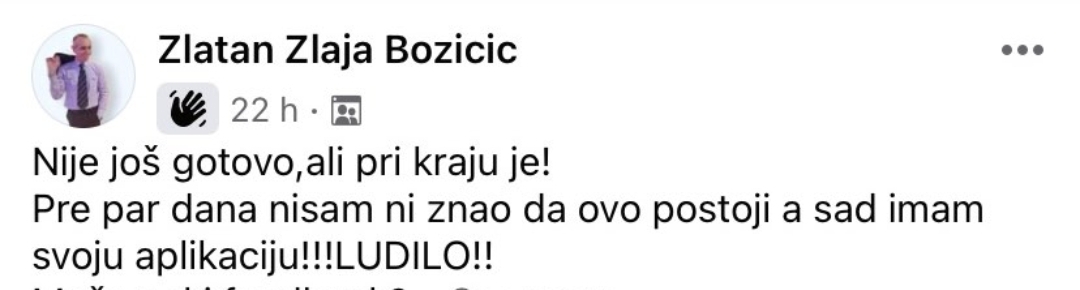 Zlatan Zlaja Bozicic
22 h ·
Nije još gotovo,ali pri kraju je!
Pre par dana nisam ni znao da ovo postoji a sad imam
svoju aplikaciju!!!LUDILO!!